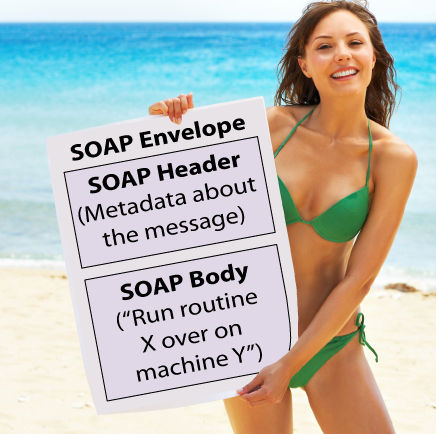 SOAP Envelope
SOAP Header
(Metadata about
the message)
SOAP Body
(“Run routine
X over on
machine Y”)